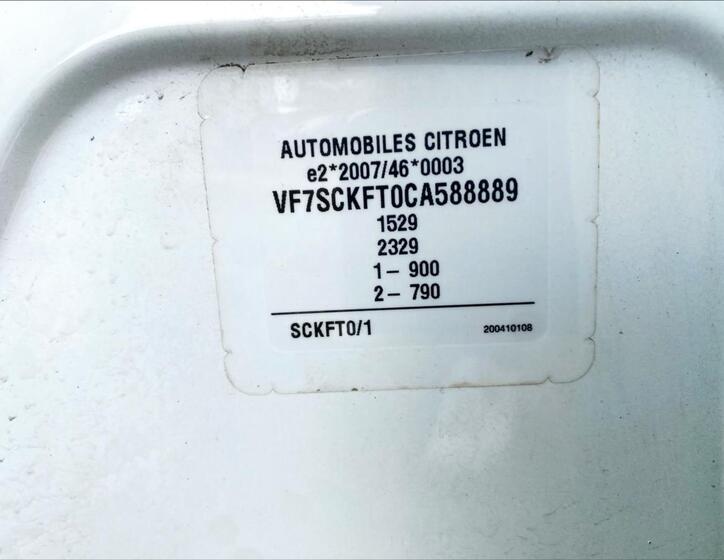 AUTOMOBILES CITROEN
e2*2007/46*0003
VF7SCKFT0CA588889
1529
2329
1- 900
2- 790
SCKFT0/1
200410108